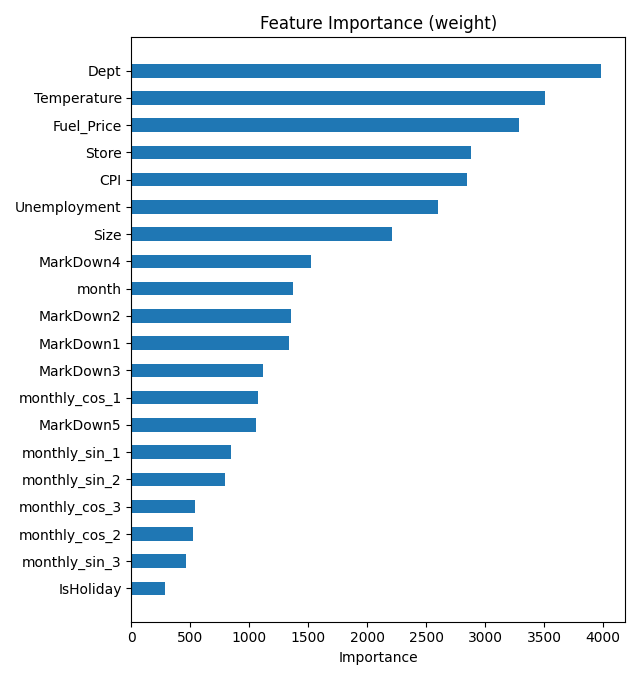 Feature Importance (weight)
Dept
Temperature
Fuel_Price
Store
CPI
Unemployment
Size
MarkDown4
month
MarkDown2
MarkDown1
MarkDown3
monthly_cos_1
MarkDown5
monthly_sin_1
monthly_sin_2
monthly_cos_3
monthly_cos_2
monthly_sin_3
IsHoliday
0 500 1000 1500 2000 2500 3000 3500 4000
Importance